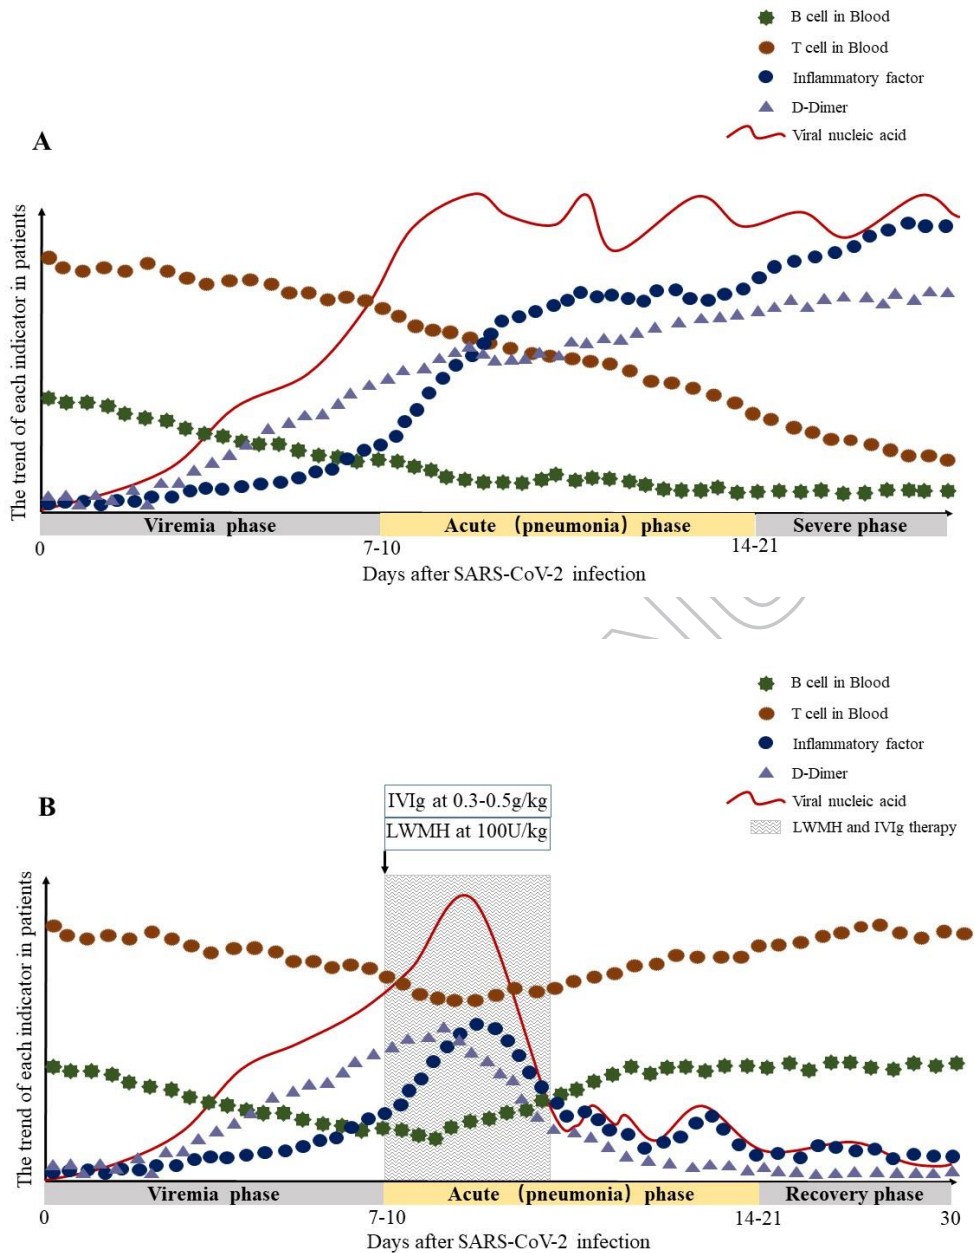 B cell in Blood
T cell in Blood
Inflammatory factor
D-Dimer
Viral nucleic acid
A
The trend of each indicator in patients
Viremia phase
Acute (pneumonia) phase
Severe phase
0
7-10
14-21
Days after SARS-CoV-2 infection
B cell in Blood
T cell in Blood
Inflammatory factor
D-Dimer
Viral nucleic acid
LWMH and IVIg therapy
B
IVIg at 0.3-0.5g/kg
LWMH at 100U/kg
The trend of each indicator in patients
Viremia phase
Acute (pneumonia) phase
Recovery phase
0
7-10
14-21
30
Days after SARS-CoV-2 infection